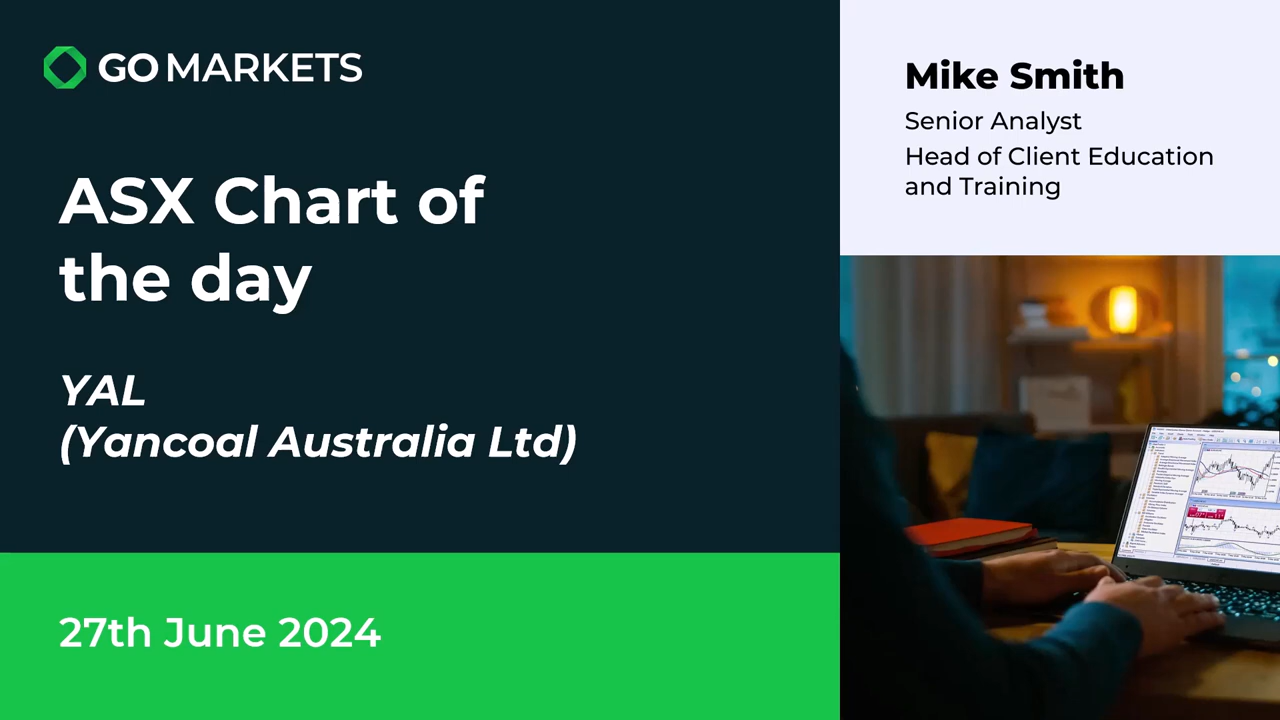 GO MARKETS
ASX Chart of
the day
YAL
(Yancoal Australia Ltd)
27th June 2024
Mike Smith
Senior Analyst
Head of Client Education
and Training